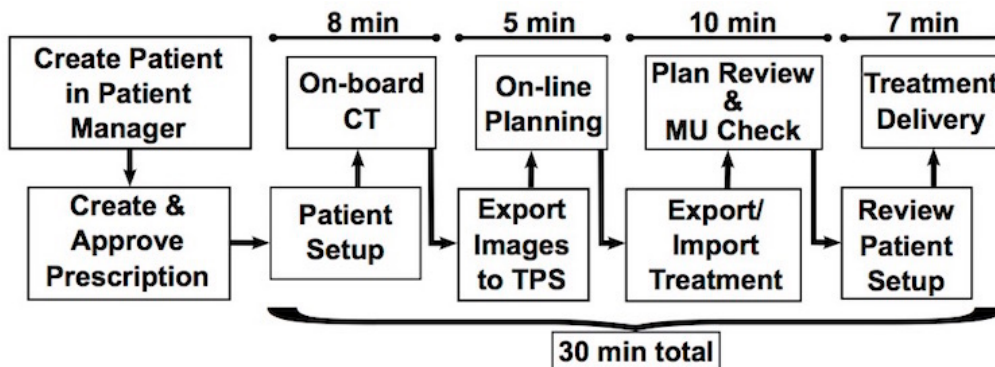 8 min
5 min
10 min
7 min
Create Patient
in Patient
Manager
On-board
CT
On-line
Planning
Plan Review
&
MU Check
Treatment
Delivery
Create &
Approve
Prescription
Patient
Setup
Export
Images
to TPS
Export/
Import
Treatment
Review
Patient
Setup
30 min total